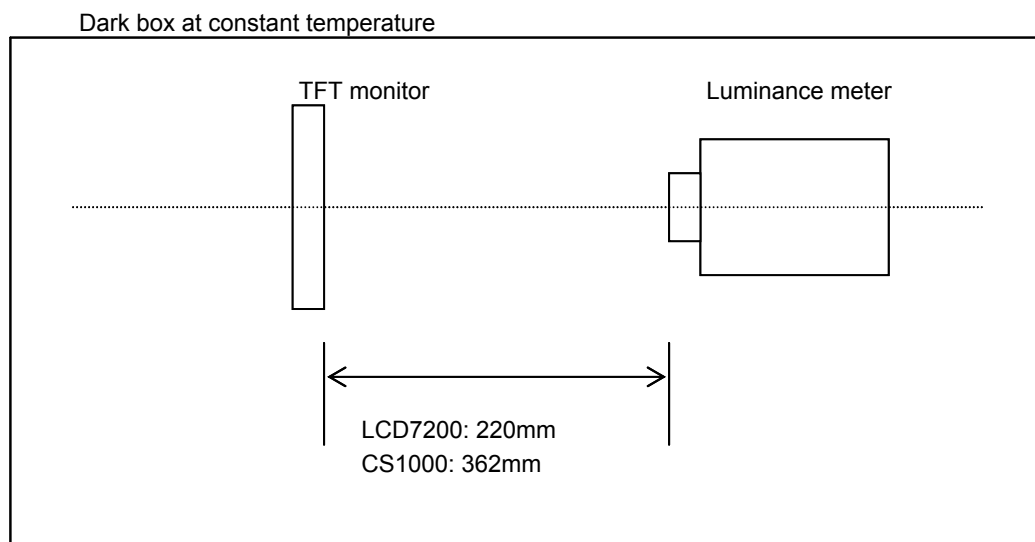 Dark box at constant temperature
TFT monitor
Luminance meter
LCD7200: 220mm
CS1000: 362mm